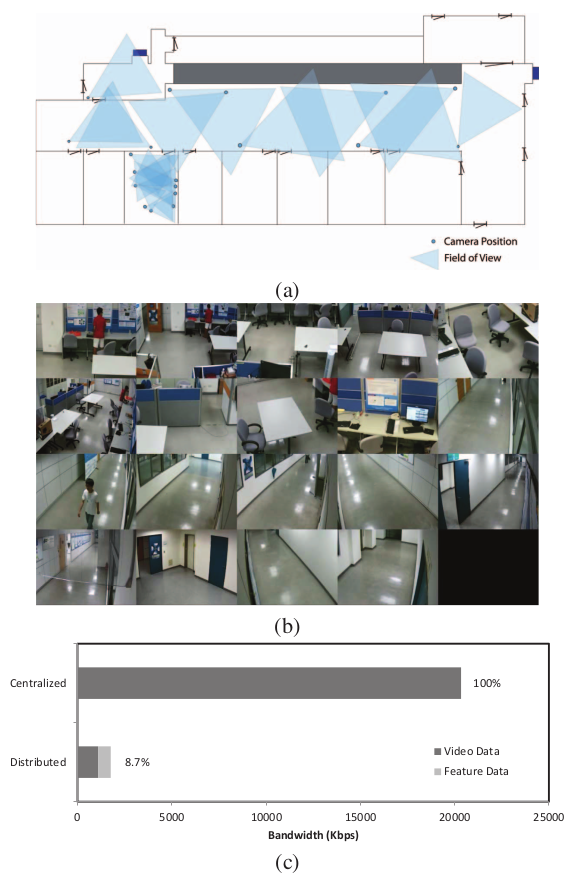 Camera Position
Field of View
(a)
(b)
Centralized
100%
Distributed
8.7%
Video Data
Feature Data
0 5000 10000 15000 20000 25000
Bandwidth (Kbps)
(c)